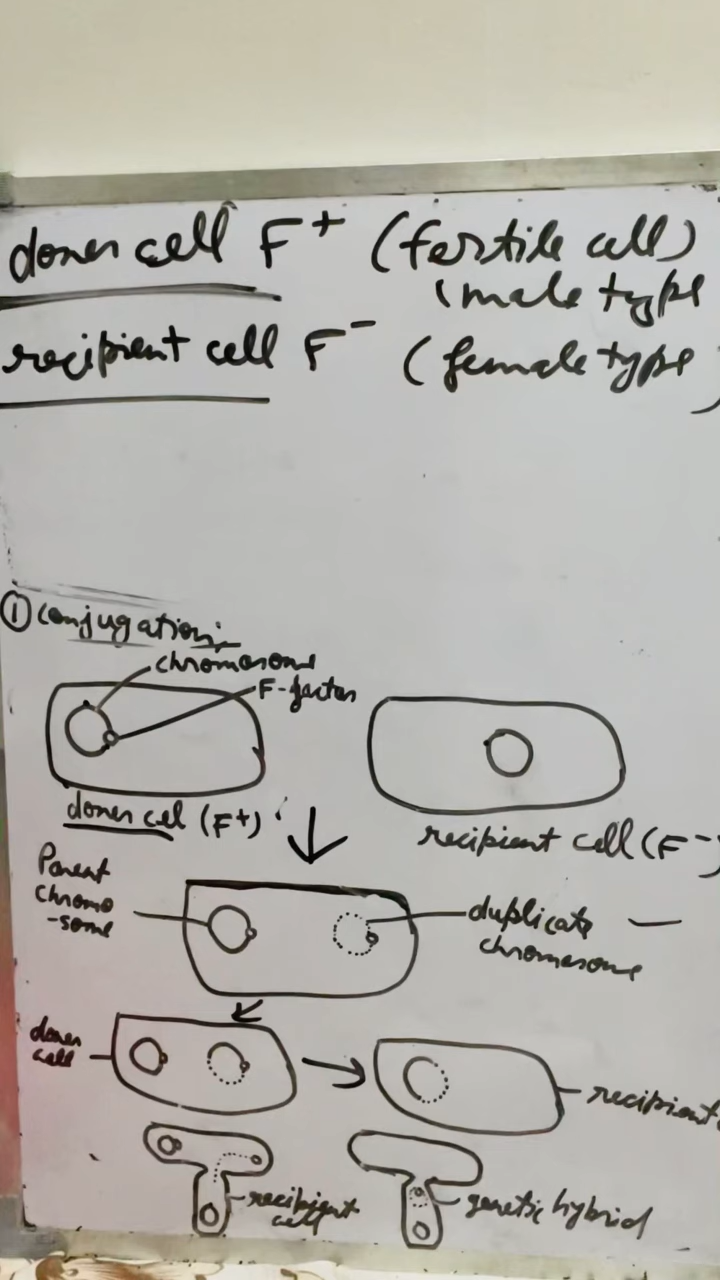 doner cell F+ (fertile cell)
(male type
recipient cell F- (female type)
① conjugation:-
chromosome
F-factor
doner cel (F+)
recipient cell (F-)
Parent
chromo
-some
duplicate
chromosome
doner
cell
recipient
recipient
cell
genetic hybrid